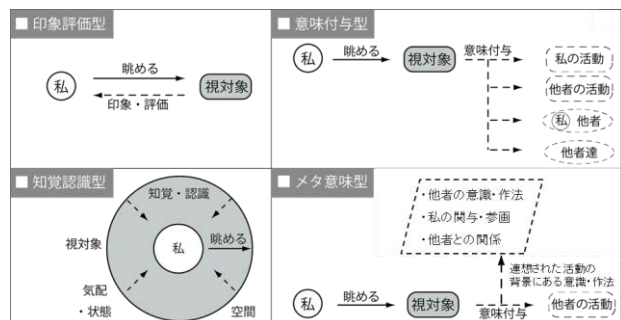 ■ 印象評価型
私
眺める
印象・評価
視対象
■ 意味付与型
私
眺める
視対象
意味付与
私の活動
他者の活動
私 他者
他者達
■ 知覚認識型
知覚・認識
私
眺める
視対象
気配
・状態
空間
■ メタ意味型
・他者の意識・作法
・私の関与・参画
・他者との関係
連想された活動の
背景にある意識・作法
私
眺める
視対象
意味付与
他者の活動